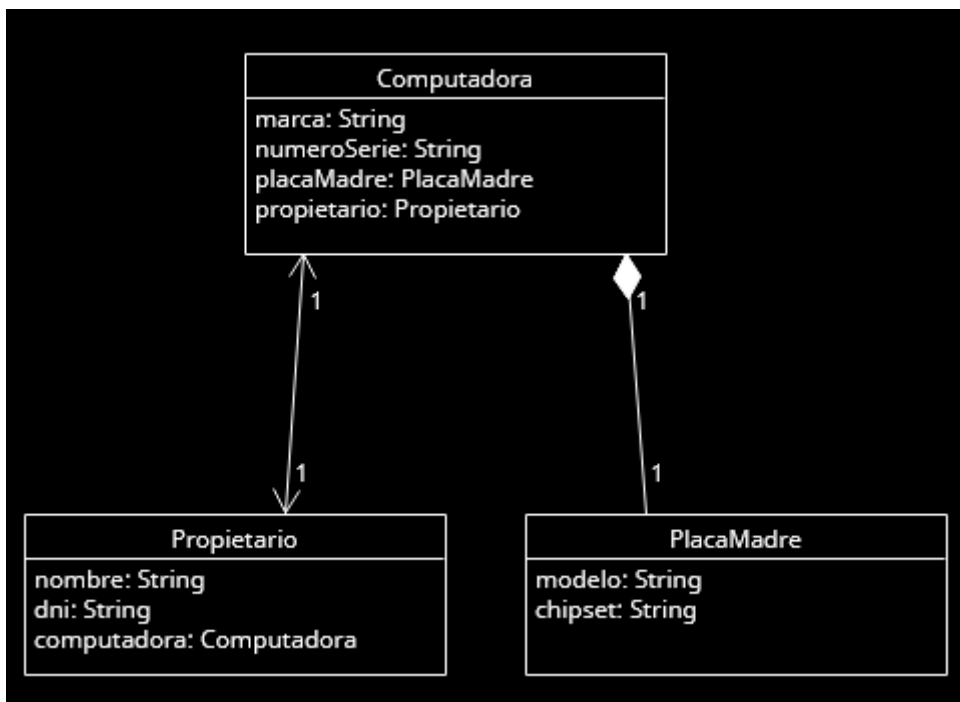 Computadora
marca: String
numeroSerie: String
placaMadre: PlacaMadre
propietario: Propietario
1
1
1
1
Propietario
nombre: String
dni: String
computadora: Computadora
PlacaMadre
modelo: String
chipset: String